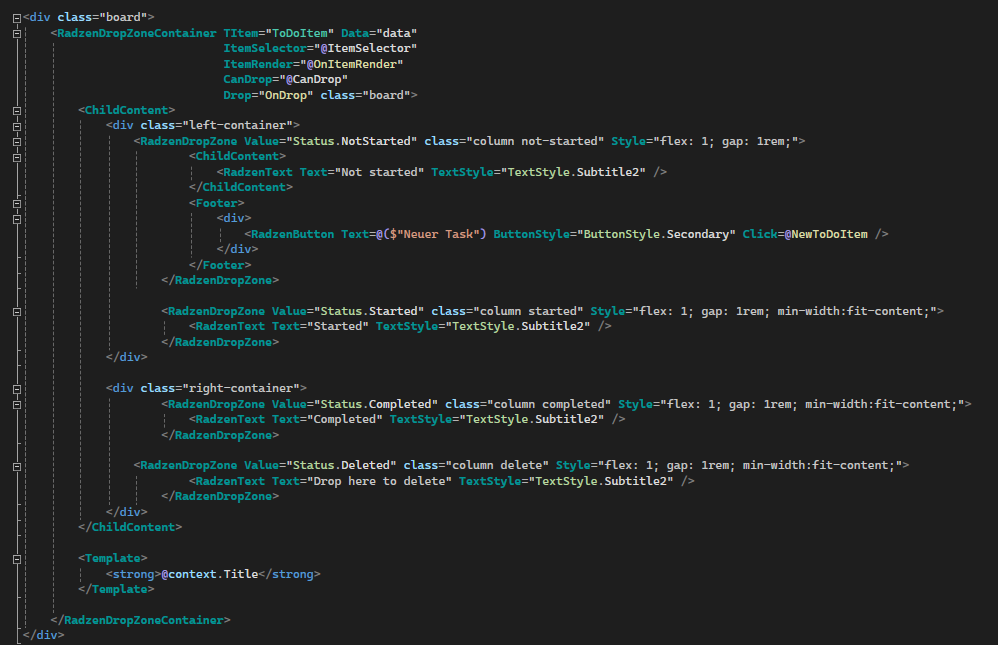 <div class="board">
<RadzenDropZoneContainer TItem="ToDoItem" Data="data"
ItemSelector="@ItemSelector"
ItemRender="@OnItemRender"
CanDrop="@CanDrop"
Drop="OnDrop" class="board">
<ChildContent>
<div class="left-container">
<RadzenDropZone Value="Status.NotStarted" class="column not-started" Style="flex: 1; gap: 1rem;">
<ChildContent>
<RadzenText Text="Not started" TextStyle="TextStyle.Subtitle2" />
</ChildContent>
<Footer>
<div>
<RadzenButton Text=@($"Neuer Task") ButtonStyle="ButtonStyle.Secondary" Click=@NewToDoItem />
</div>
</Footer>
</RadzenDropZone>
<RadzenDropZone Value="Status.Started" class="column started" Style="flex: 1; gap: 1rem; min-width:fit-content;">
<RadzenText Text="Started" TextStyle="TextStyle.Subtitle2" />
</RadzenDropZone>
</div>
<div class="right-container">
<RadzenDropZone Value="Status.Completed" class="column completed" Style="flex: 1; gap: 1rem; min-width:fit-content;">
<RadzenText Text="Completed" TextStyle="TextStyle.Subtitle2" />
</RadzenDropZone>
<RadzenDropZone Value="Status.Deleted" class="column delete" Style="flex: 1; gap: 1rem; min-width:fit-content;">
<RadzenText Text="Drop here to delete" TextStyle="TextStyle.Subtitle2" />
</RadzenDropZone>
</div>
</ChildContent>
<Template>
<strong>@context.Title</strong>
</Template>
</RadzenDropZoneContainer>
</div>